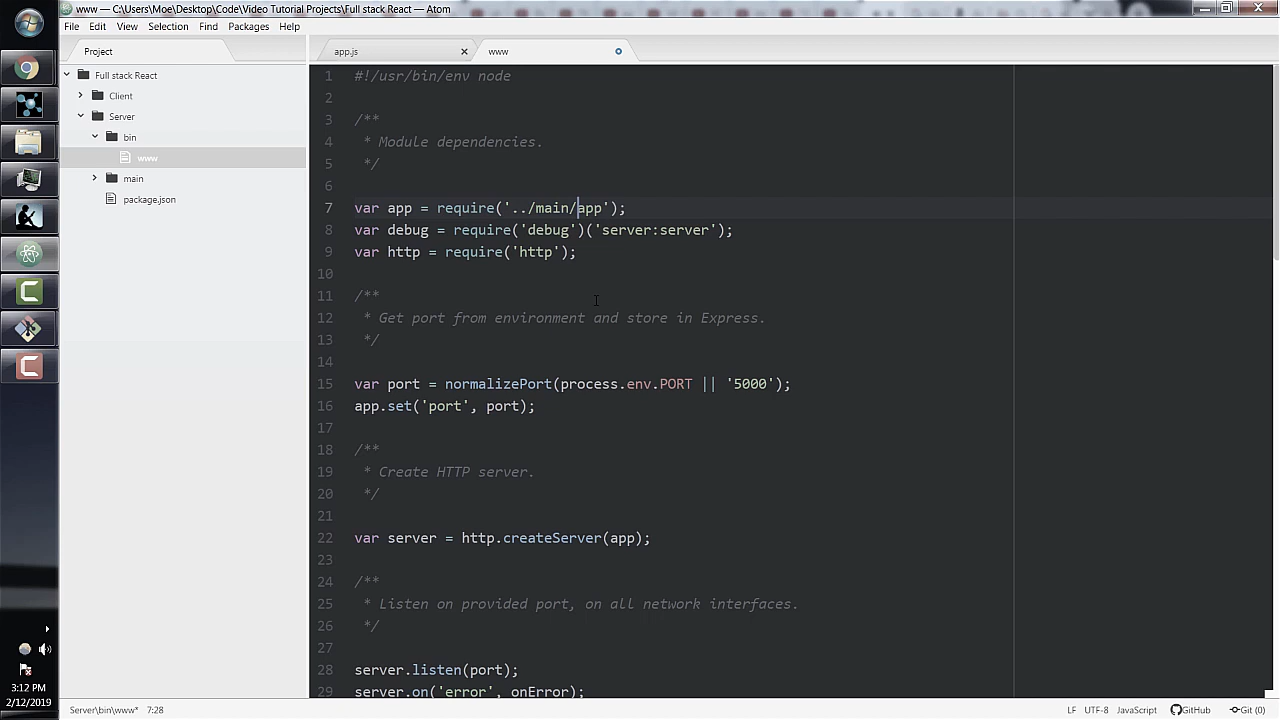 www — C:\Users\Moe\Desktop\Code\Video Tutorial Projects\Full stack React — Atom
File Edit View Selection Find Packages Help
Project
app.js
www
Full stack React
Client
Server
bin
www
main
package.json
1 #!/usr/bin/env node
2
3 /**
4 * Module dependencies.
5 */
6
7 var app = require('../main/app');
8 var debug = require('debug')('server:server');
9 var http = require('http');
10
11 /**
12 * Get port from environment and store in Express.
13 */
14
15 var port = normalizePort(process.env.PORT || '5000');
16 app.set('port', port);
17
18 /**
19 * Create HTTP server.
20 */
21
22 var server = http.createServer(app);
23
24 /**
25 * Listen on provided port, on all network interfaces.
26 */
27
28 server.listen(port);
29 server.on('error', onError);
3:12 PM
2/12/2019
Server\bin\www* 7:28
LF UTF-8 JavaScript GitHub Git (0)